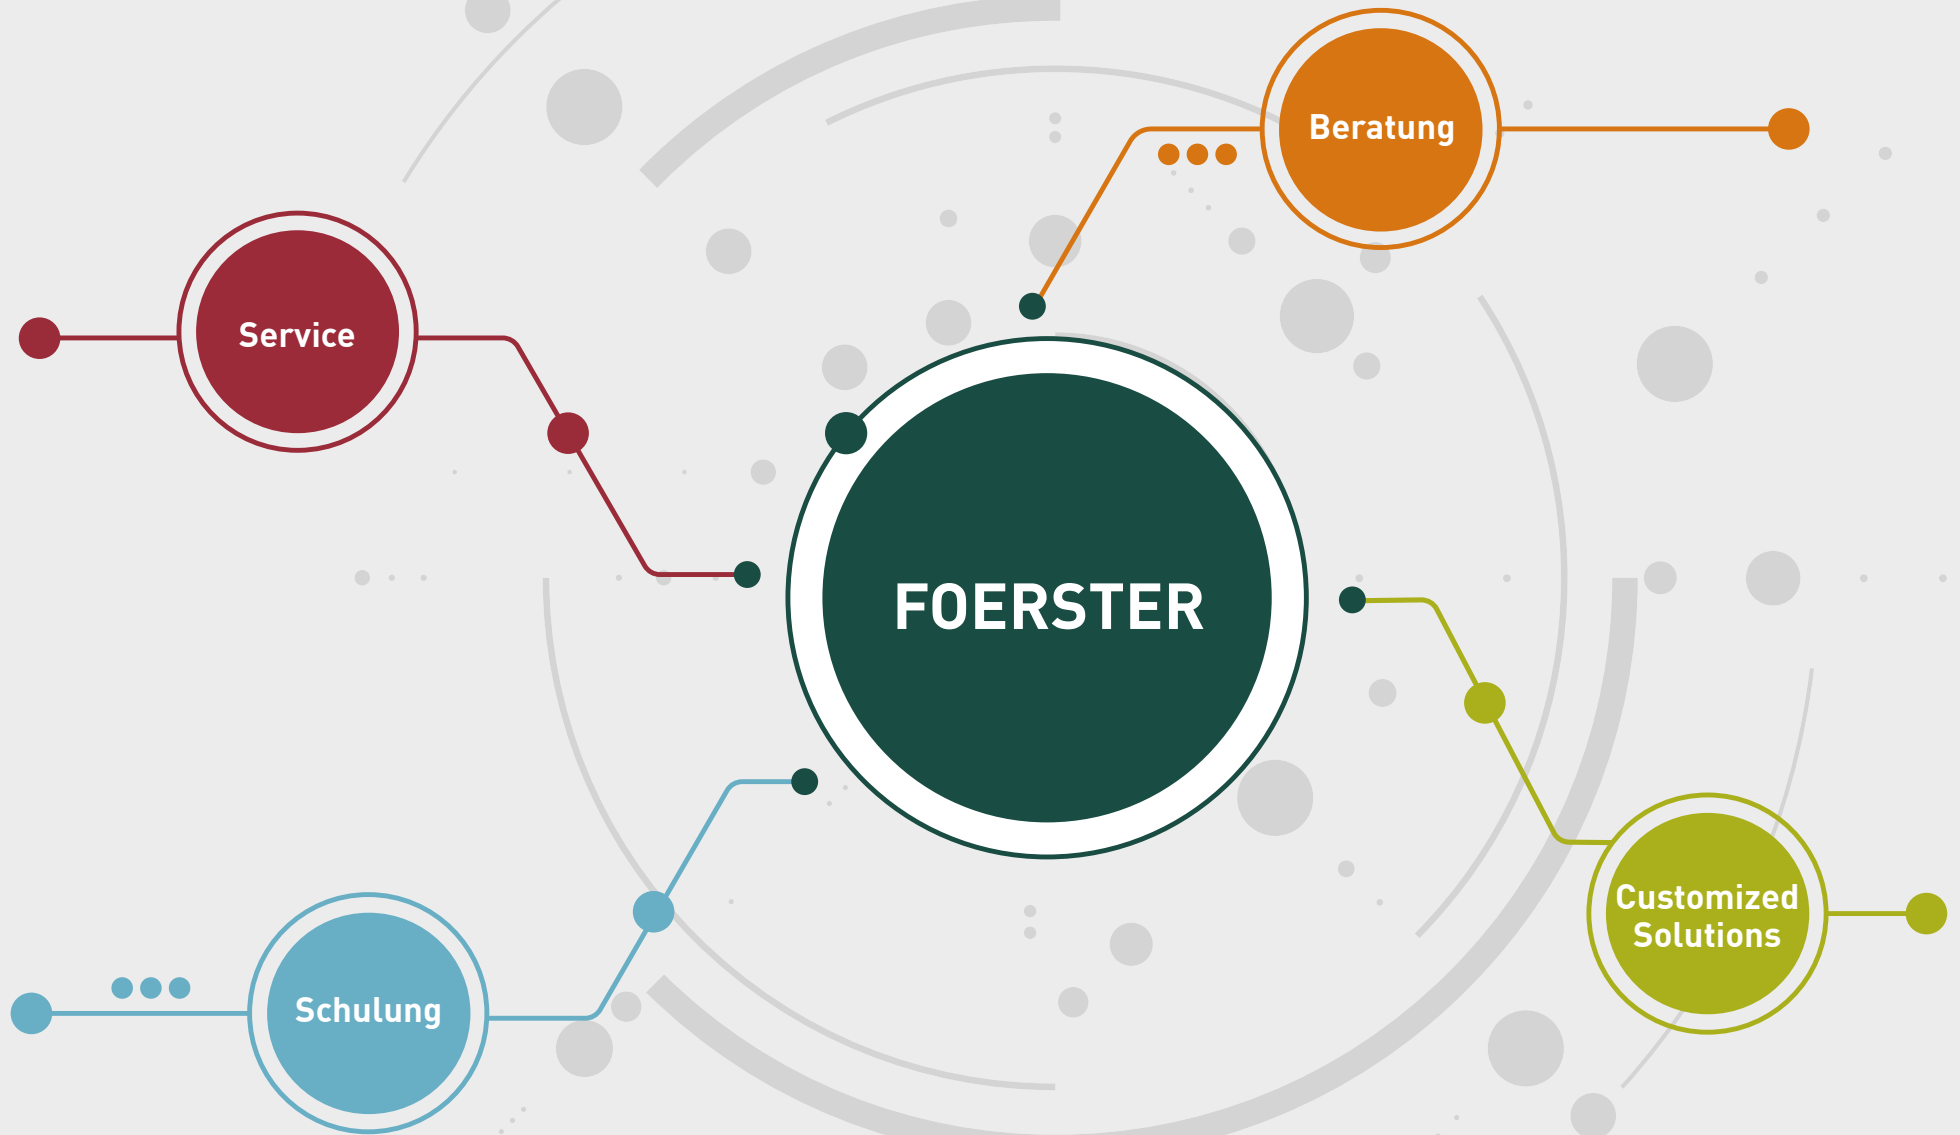 Beratung
Service
FOERSTER
Customized
Solutions
Schulung